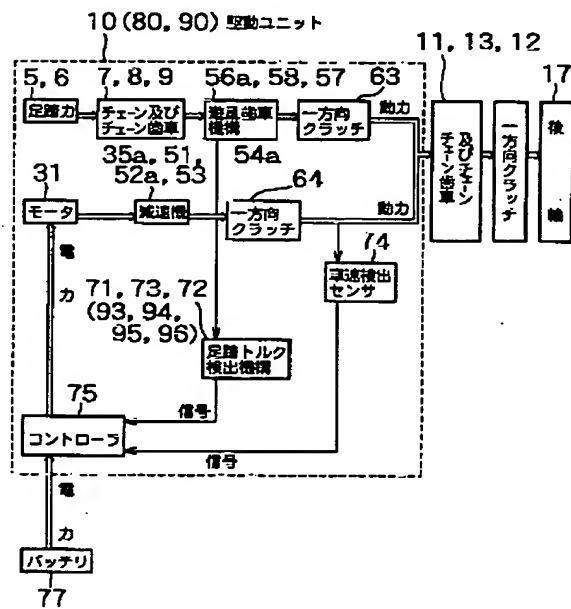 10(80,90)駆動ユニット
11,13,12
5,6
7,8,9
56a,58,57
63
17
足踏力
チェーン及び
チェーン歯車
遊星歯車
機構
一方向
クラッチ
動力
及びチェーン
チェーン歯車
一方向クラッチ
後輪
35a,51,
52a,53
54a
31
64
モータ
減速機
一方向
クラッチ
動力
74
電力
車速検出
センサ
71,73,72
(93,94,
95,96)
足踏トルク
検出機構
75
信号
コントローラ
信号
電力
バッテリ
77